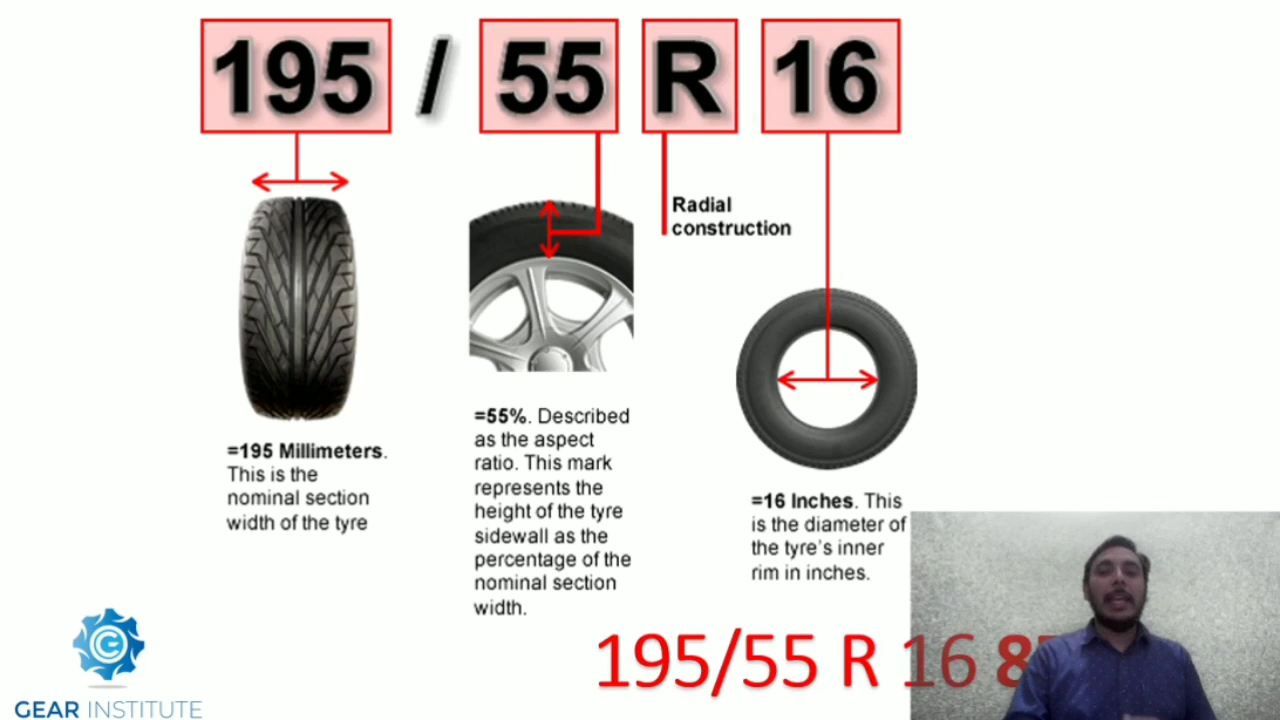 195 / 55 R 16
Radial
construction
=195 Millimeters.
This is the
nominal section
width of the tyre
=55%. Described
as the aspect
ratio. This mark
represents the
height of the tyre
sidewall as the
percentage of the
nominal section
width.
=16 Inches. This
is the diameter of
the tyre's inner
rim in inches.
195/55 R 16
G
GEAR INSTITUTE